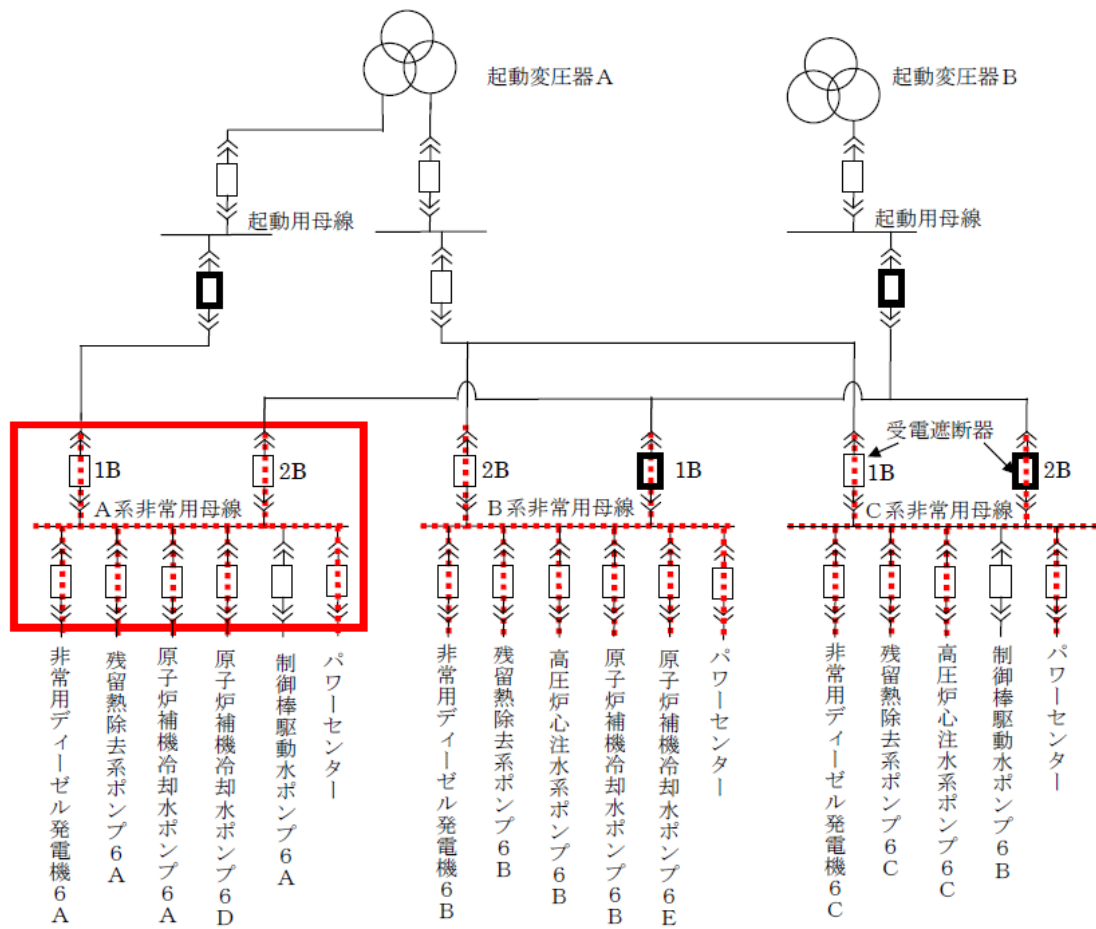 起動変圧器A
起動変圧器B
起動用母線
起動用母線
1B
2B
2B
1B
受電遮断器
1B
2B
A系非常用母線
B系非常用母線
C系非常用母線
非常用ディーゼル発電機6A
残留熱除去系ポンプ6A
原子炉補機冷却水ポンプ6A
原子炉補機冷却水ポンプ6D
制御棒駆動水ポンプ6A
パワーセンター
非常用ディーゼル発電機6B
残留熱除去系ポンプ6B
高圧炉心注水系ポンプ6B
原子炉補機冷却水ポンプ6B
原子炉補機冷却水ポンプ6E
パワーセンター
非常用ディーゼル発電機6C
残留熱除去系ポンプ6C
高圧炉心注水系ポンプ6C
制御棒駆動水ポンプ6B
パワーセンター